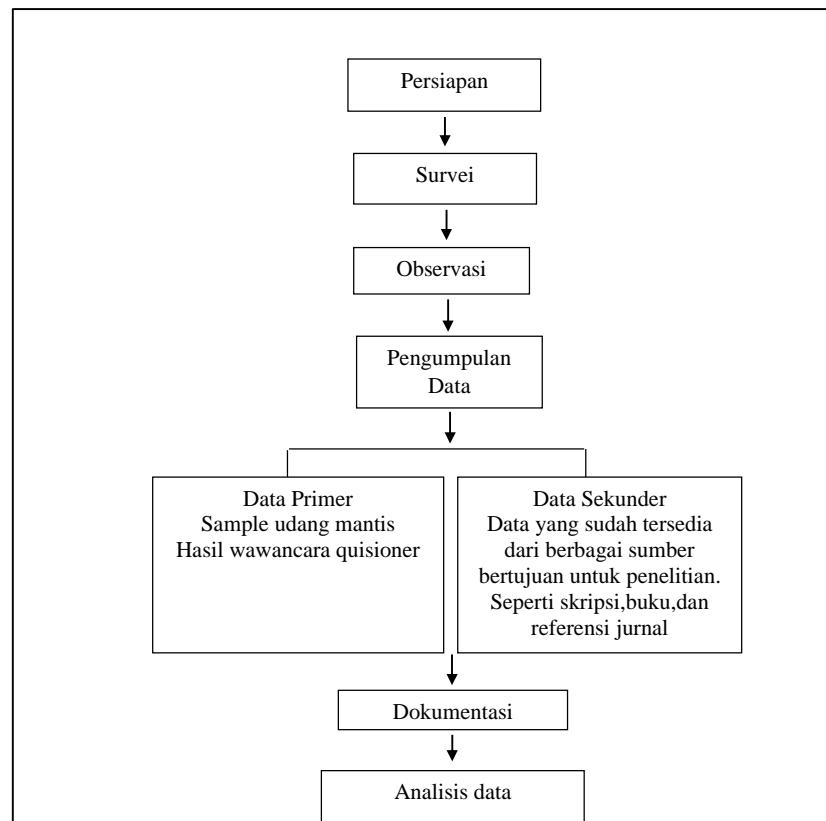 Persiapan
Survei
Observasi
Pengumpulan
Data
Data Primer
Sample udang mantis
Hasil wawancara quisioner
Data Sekunder
Data yang sudah tersedia
dari berbagai sumber
bertujuan untuk penelitian.
Seperti skripsi,buku,dan
referensi jurnal
Dokumentasi
Analisis data